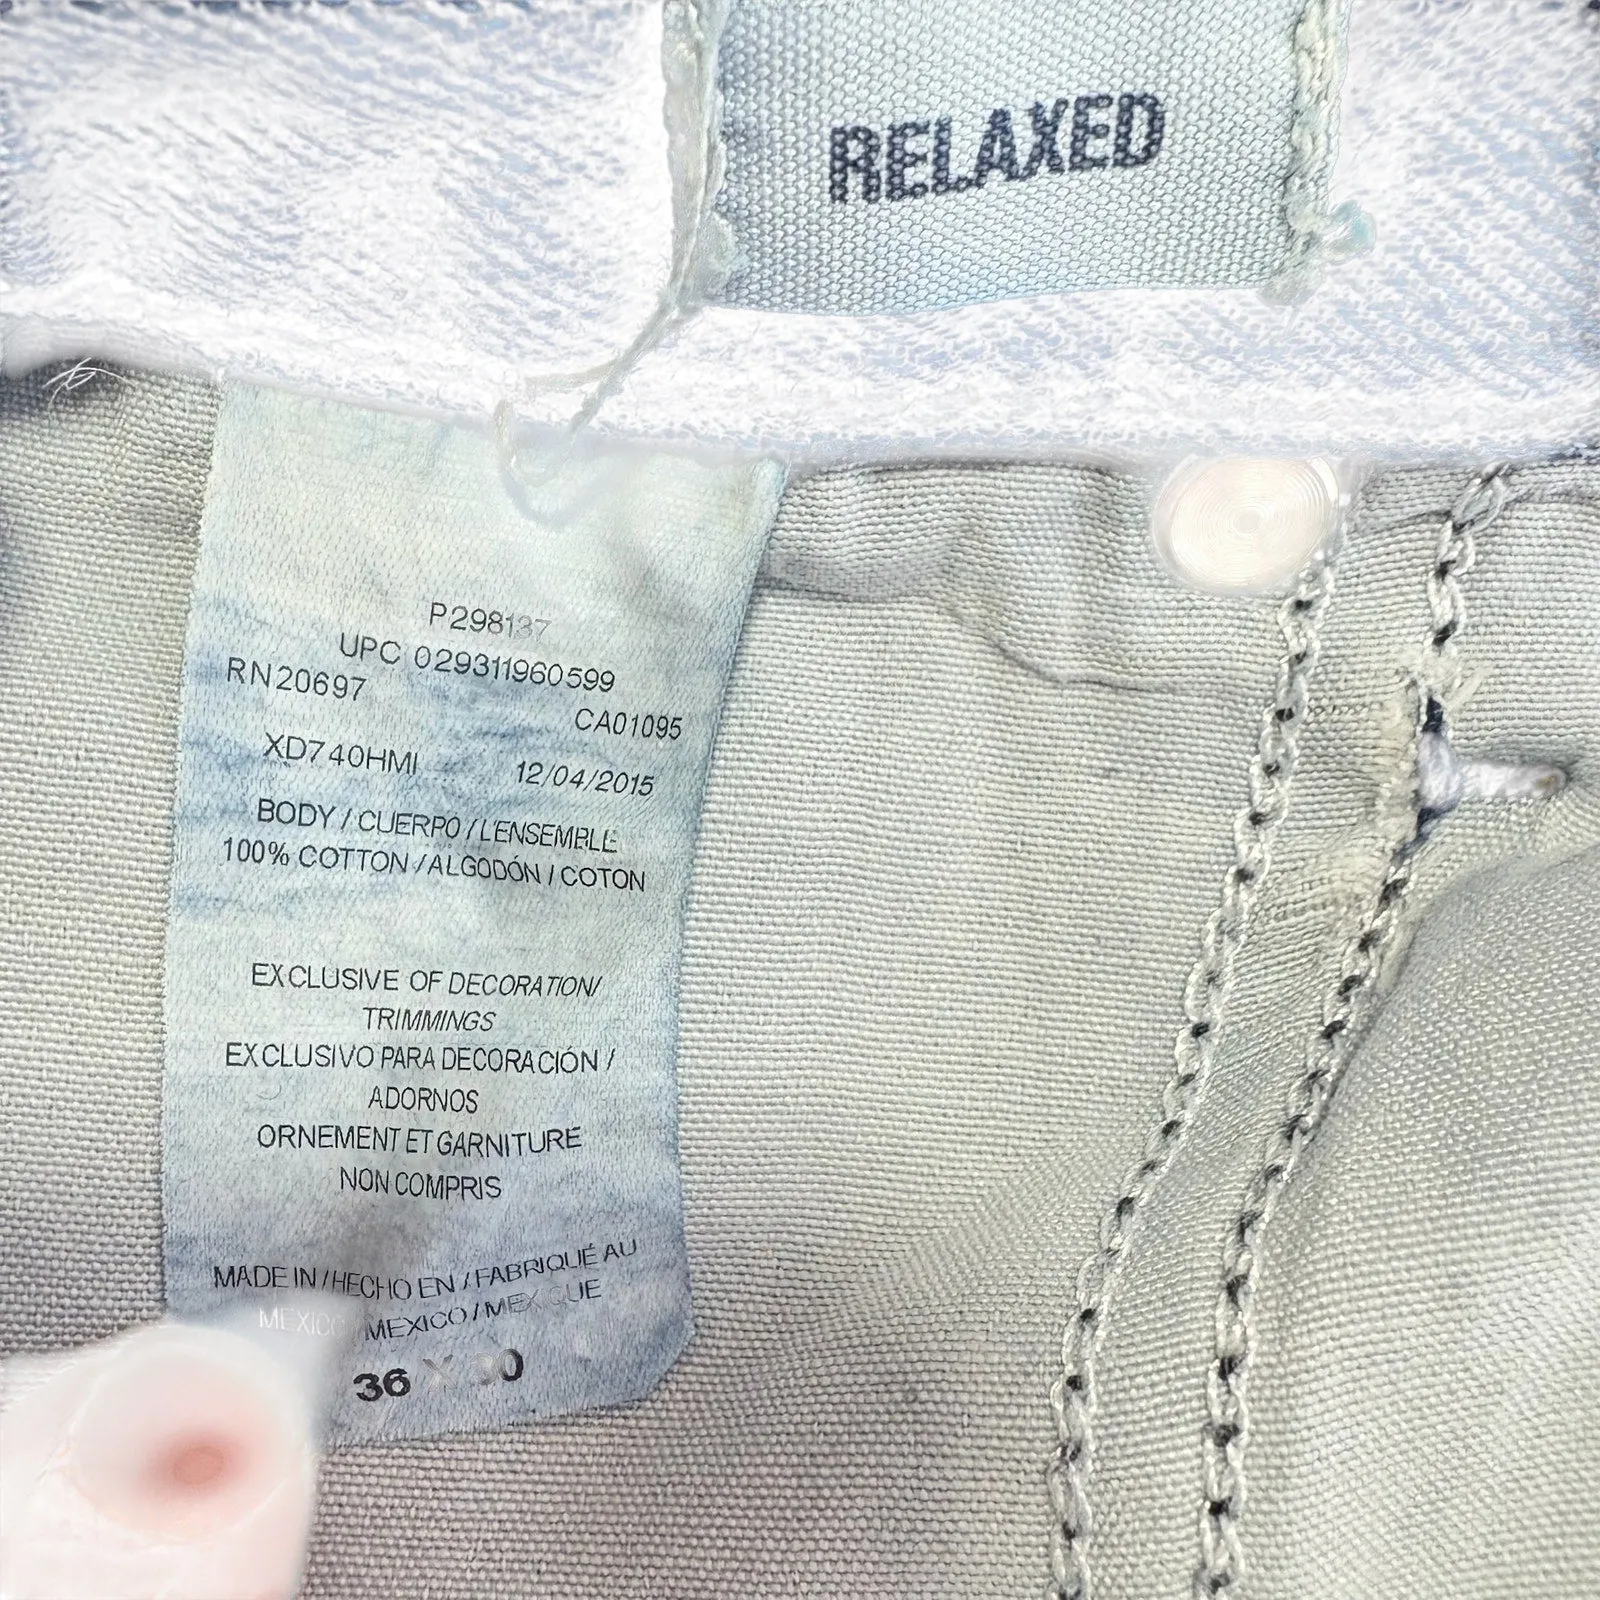 RELAXED
P298137
UPC 029311960599
RN20697
CA01095
XD740HMI 12/04/2015
BODY / CUERPO / L'ENSEMBLE
100% COTTON / ALGODÓN / COTON
EXCLUSIVE OF DECORATION/
TRIMMINGS
EXCLUSIVO PARA DECORACIÓN /
ADORNOS
ORNEMENT ET GARNITURE
NON COMPRIS
MADE IN / HECHO EN / FABRIQUÉ AU
MEXICO / MEXICO / MEXIQUE
36 X 30